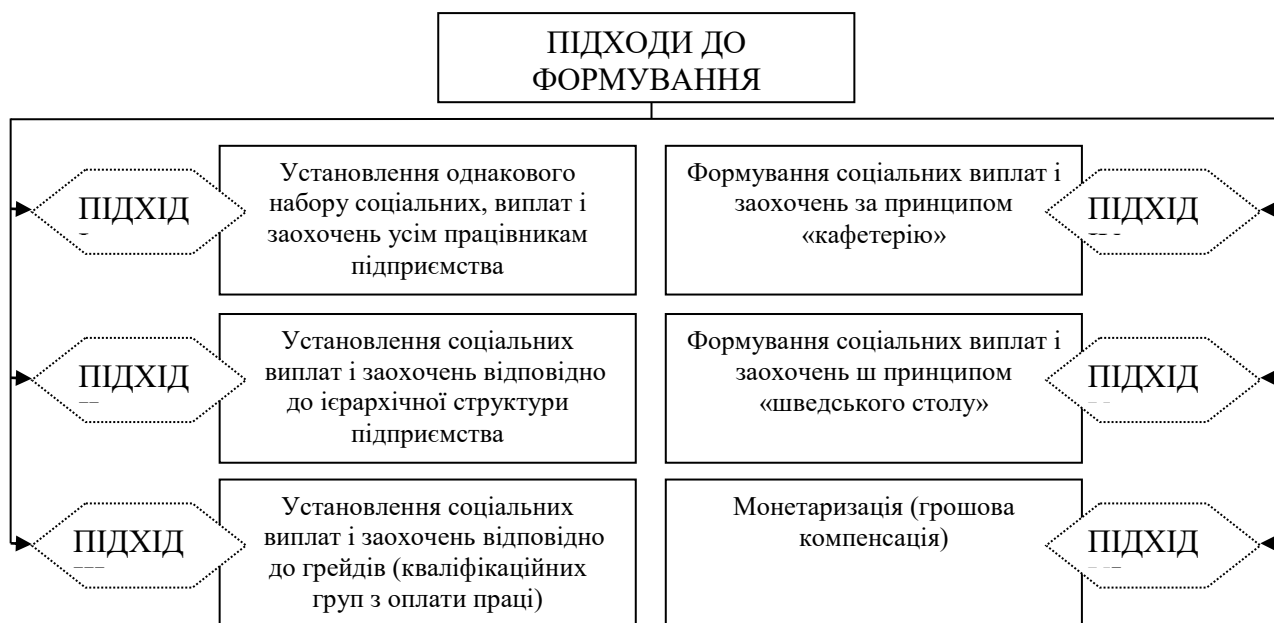 ПІДХОДИ ДО
ФОРМУВАННЯ
ПІДХІД
Установлення однакового
набору соціальних, виплат і
заохочень усім працівникам
підприємства
Формування соціальних виплат і
заохочень за принципом
«кафетерію»
ПІДХІД
ПІДХІД
Установлення соціальних
виплат і заохочень відповідно
до ієрархічної структури
підприємства
Формування соціальних виплат і
заохочень ш принципом
«шведського столу»
ПІДХІД
ПІДХІД
Установлення соціальних
виплат і заохочень відповідно
до грейдів (кваліфікаційних
груп з оплати праці)
Монетаризація (грошова
компенсація)
ПІДХІД